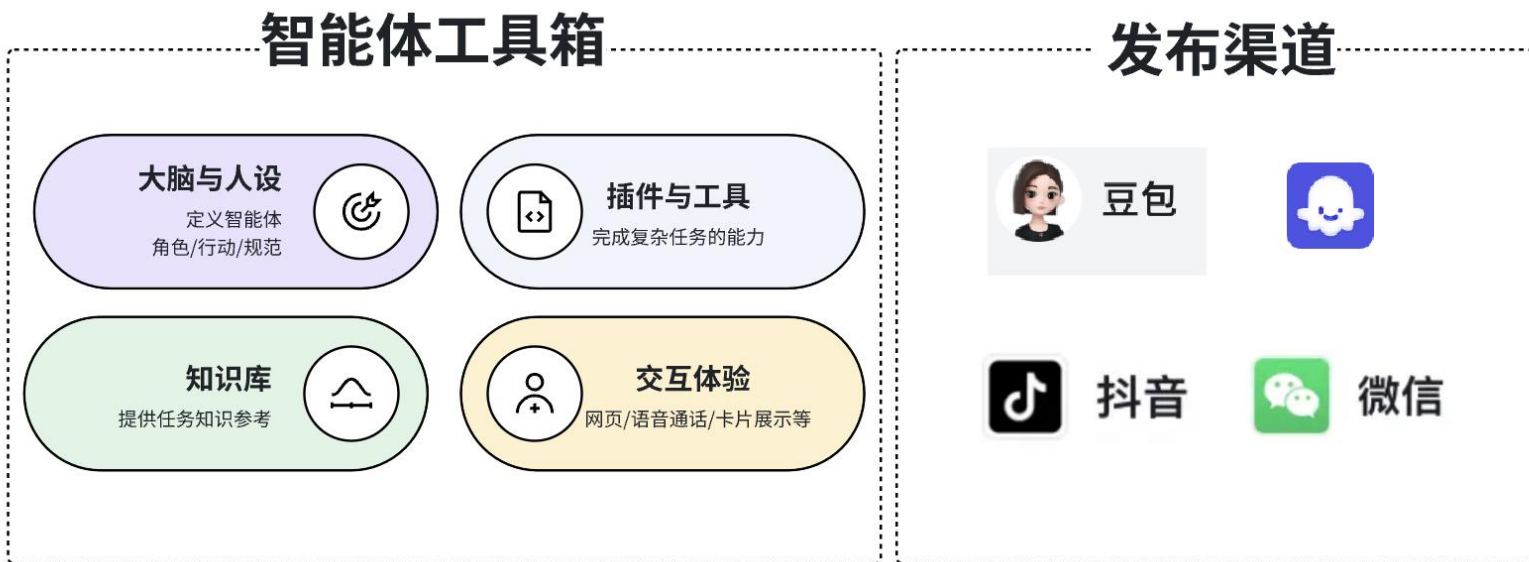 智能体工具箱
大脑与人设
定义智能体
角色/行动/规范
插件与工具
完成复杂任务的能力
知识库
提供任务知识参考
交互体验
网页/语音通话/卡片展示等
发布渠道
豆包
抖音
微信